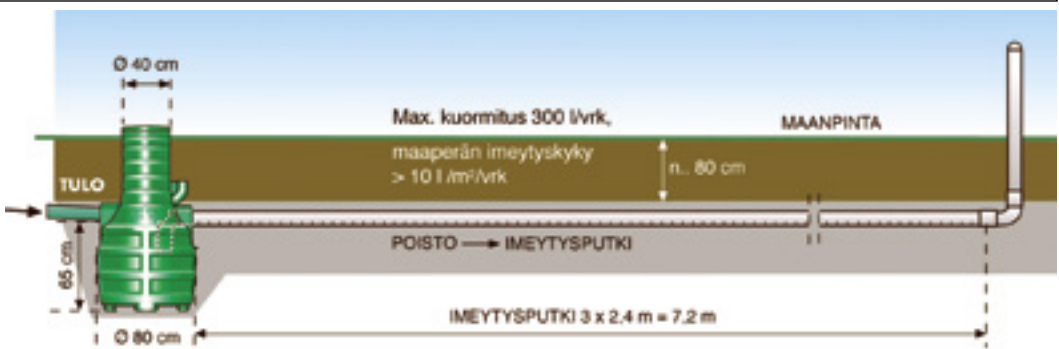 Ø 40 cm
Max. kuormitus 300 l/vrk,
MAANPINTA
maaperän imeytyskyky
> 10 l /m²/vrk
n.. 80 cm
TULO
POISTO → IMEYTYSPUTKI
65 cm
IMEYTYSPUTKI 3 x 2,4 m = 7,2 m
Ø 80 cm